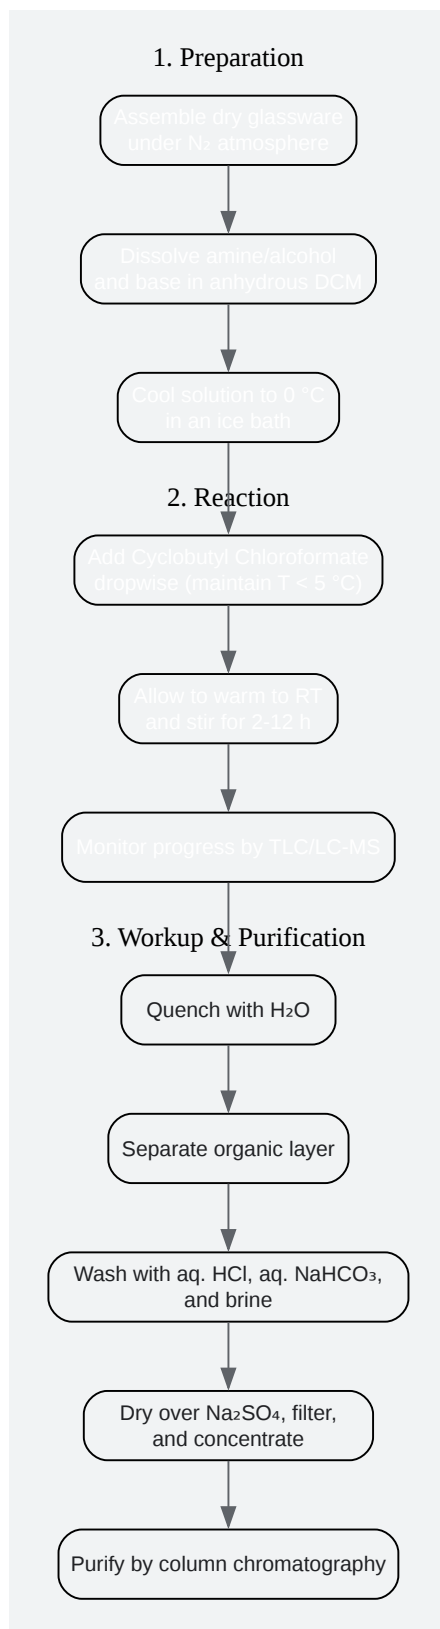 1. Preparation
Assemble dry glassware
under N₂ atmosphere
Dissolve amine/alcohol
and base in anhydrous DCM
Cool solution to 0 °C
in an ice bath
2. Reaction
Add Cyclobutyl Chloroformate
dropwise (maintain T < 5 °C)
Allow to warm to RT
and stir for 2-12 h
Monitor progress by TLC/LC-MS
3. Workup & Purification
Quench with H₂O
Separate organic layer
Wash with aq. HCl, aq. NaHCO₃,
and brine
Dry over Na₂SO₄, filter,
and concentrate
Purify by column chromatography